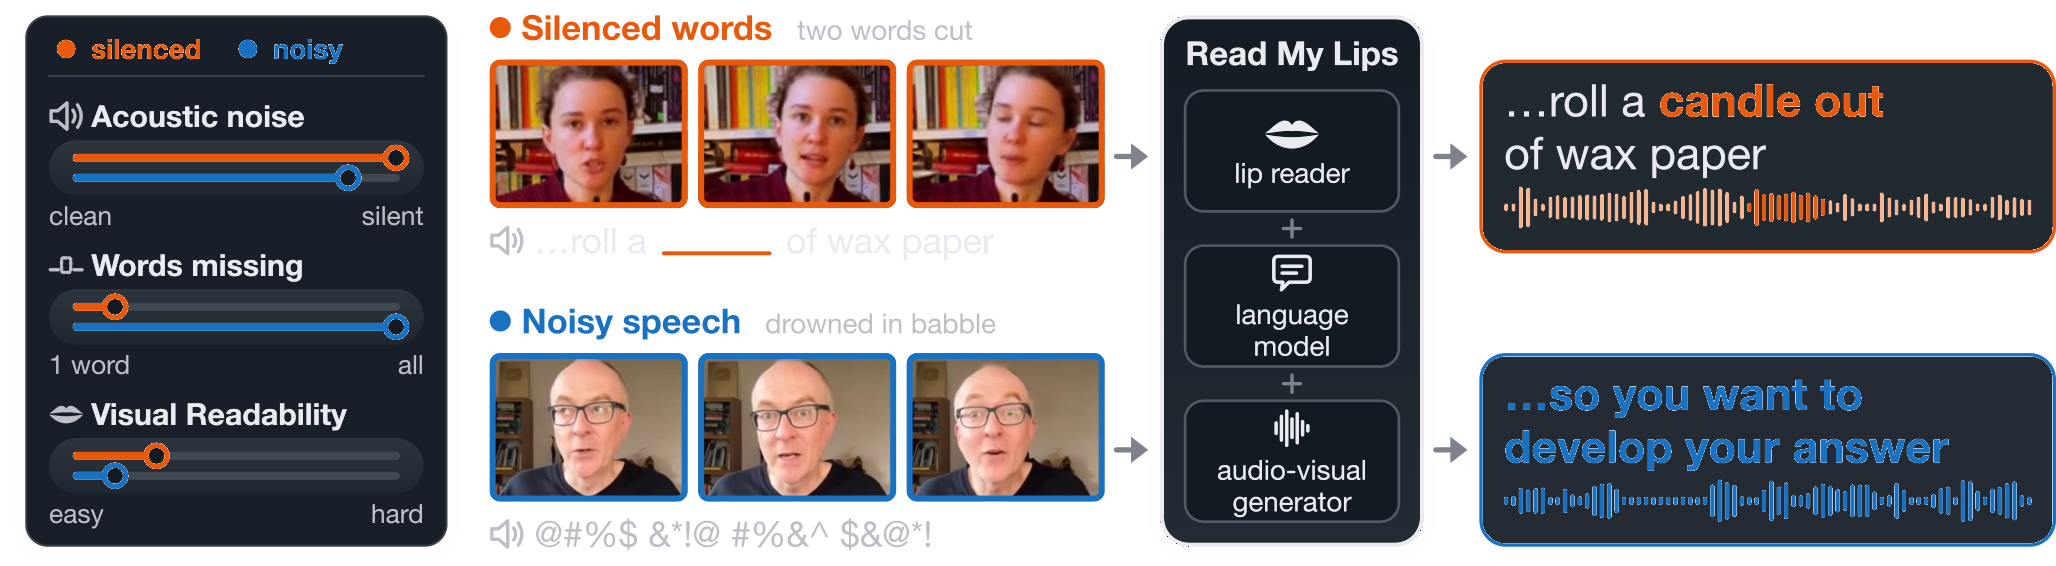 silenced noisy
Acoustic noise
clean silent
Words missing
1 word all
Visual Readability
easy hard
Silenced words two words cut
…roll a ______ of wax paper
Noisy speech drowned in babble
@#%$ &*!@ #%&^ $&@*!
Read My Lips
lip reader
+
language
model
+
audio-visual
generator
…roll a candle out
of wax paper
…so you want to
develop your answer